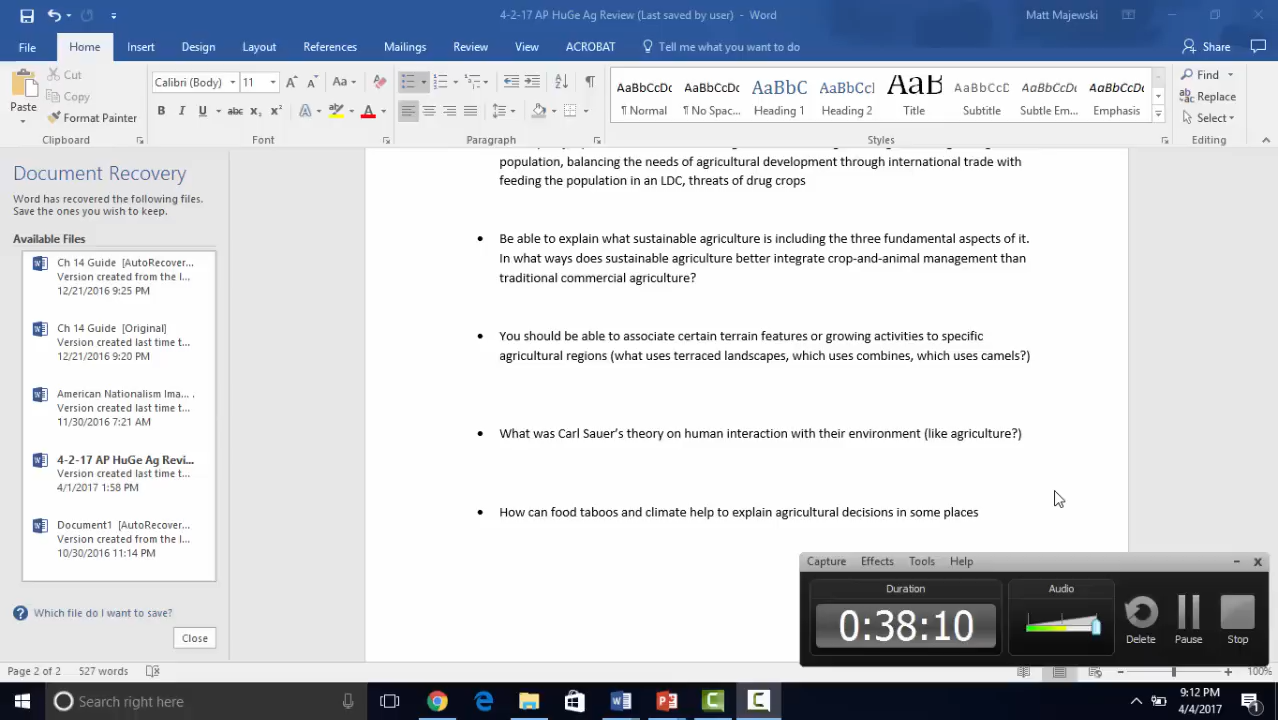 4-2-17 AP HuGe Ag Review (Last saved by user) - Word
Matt Majewski
File
Home
Insert
Design
Layout
References
Mailings
Review
View
ACROBAT
Tell me what you want to do
Share
Paste
Cut
Copy
Format Painter
Clipboard
Calibri (Body)
11
Aa
A
B
I
U
abc
x₂
x²
Font
Paragraph
AaBbCcDc
¶ Normal
AaBbCcDc
¶ No Spac...
AaBbC
Heading 1
AaBbCcI
Heading 2
AaB
Title
AaBbCcD
Subtitle
AaBbCcDc
Subtle Em...
AaBbCcDc
Emphasis
Styles
Find
Replace
Select
Editing
Document Recovery
Word has recovered the following files.
Save the ones you wish to keep.
Available Files
Ch 14 Guide [AutoRecover...
Version created from the l...
12/21/2016 9:25 PM
Ch 14 Guide [Original]
Version created from the l...
12/21/2016 9:20 PM
American Nationalism Ima... .
Version created last time t...
11/30/2016 7:21 AM
4-2-17 AP HuGe Ag Revi...
Version created last time t...
4/1/2017 1:58 PM
Document1 [AutoRecover...
Version created last time t...
10/30/2016 11:14 PM
Which file do I want to save?
Close
population, balancing the needs of agricultural development through international trade with
feeding the population in an LDC, threats of drug crops
• Be able to explain what sustainable agriculture is including the three fundamental aspects of it.
In what ways does sustainable agriculture better integrate crop-and-animal management than
traditional commercial agriculture?
• You should be able to associate certain terrain features or growing activities to specific
agricultural regions (what uses terraced landscapes, which uses combines, which uses camels?)
• What was Carl Sauer's theory on human interaction with their environment (like agriculture?)
• How can food taboos and climate help to explain agricultural decisions in some places
Capture
Effects
Tools
Help
Duration
0:38:10
Audio
Delete
Pause
Stop
Page 2 of 2
527 words
100%
Search right here
9:12 PM
4/4/2017
1